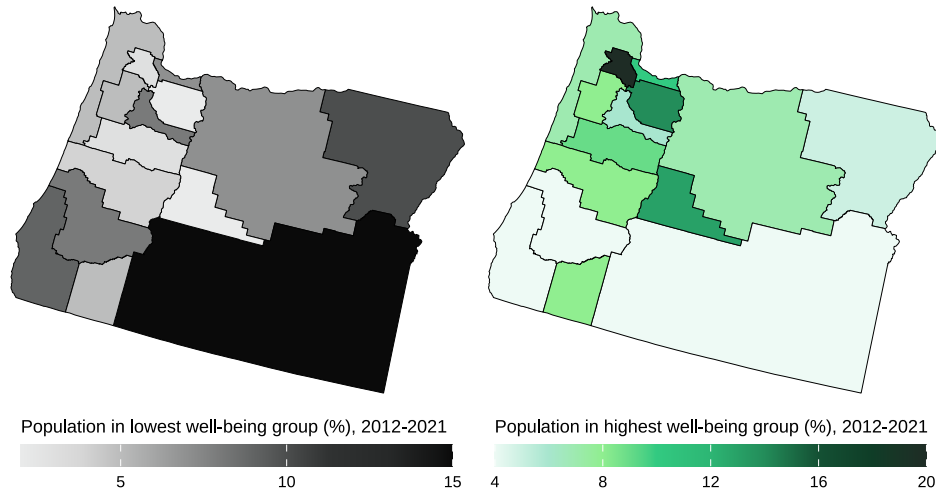 Population in lowest well-being group (%), 2012-2021
5 10 15
Population in highest well-being group (%), 2012-2021
4 8 12 16 20